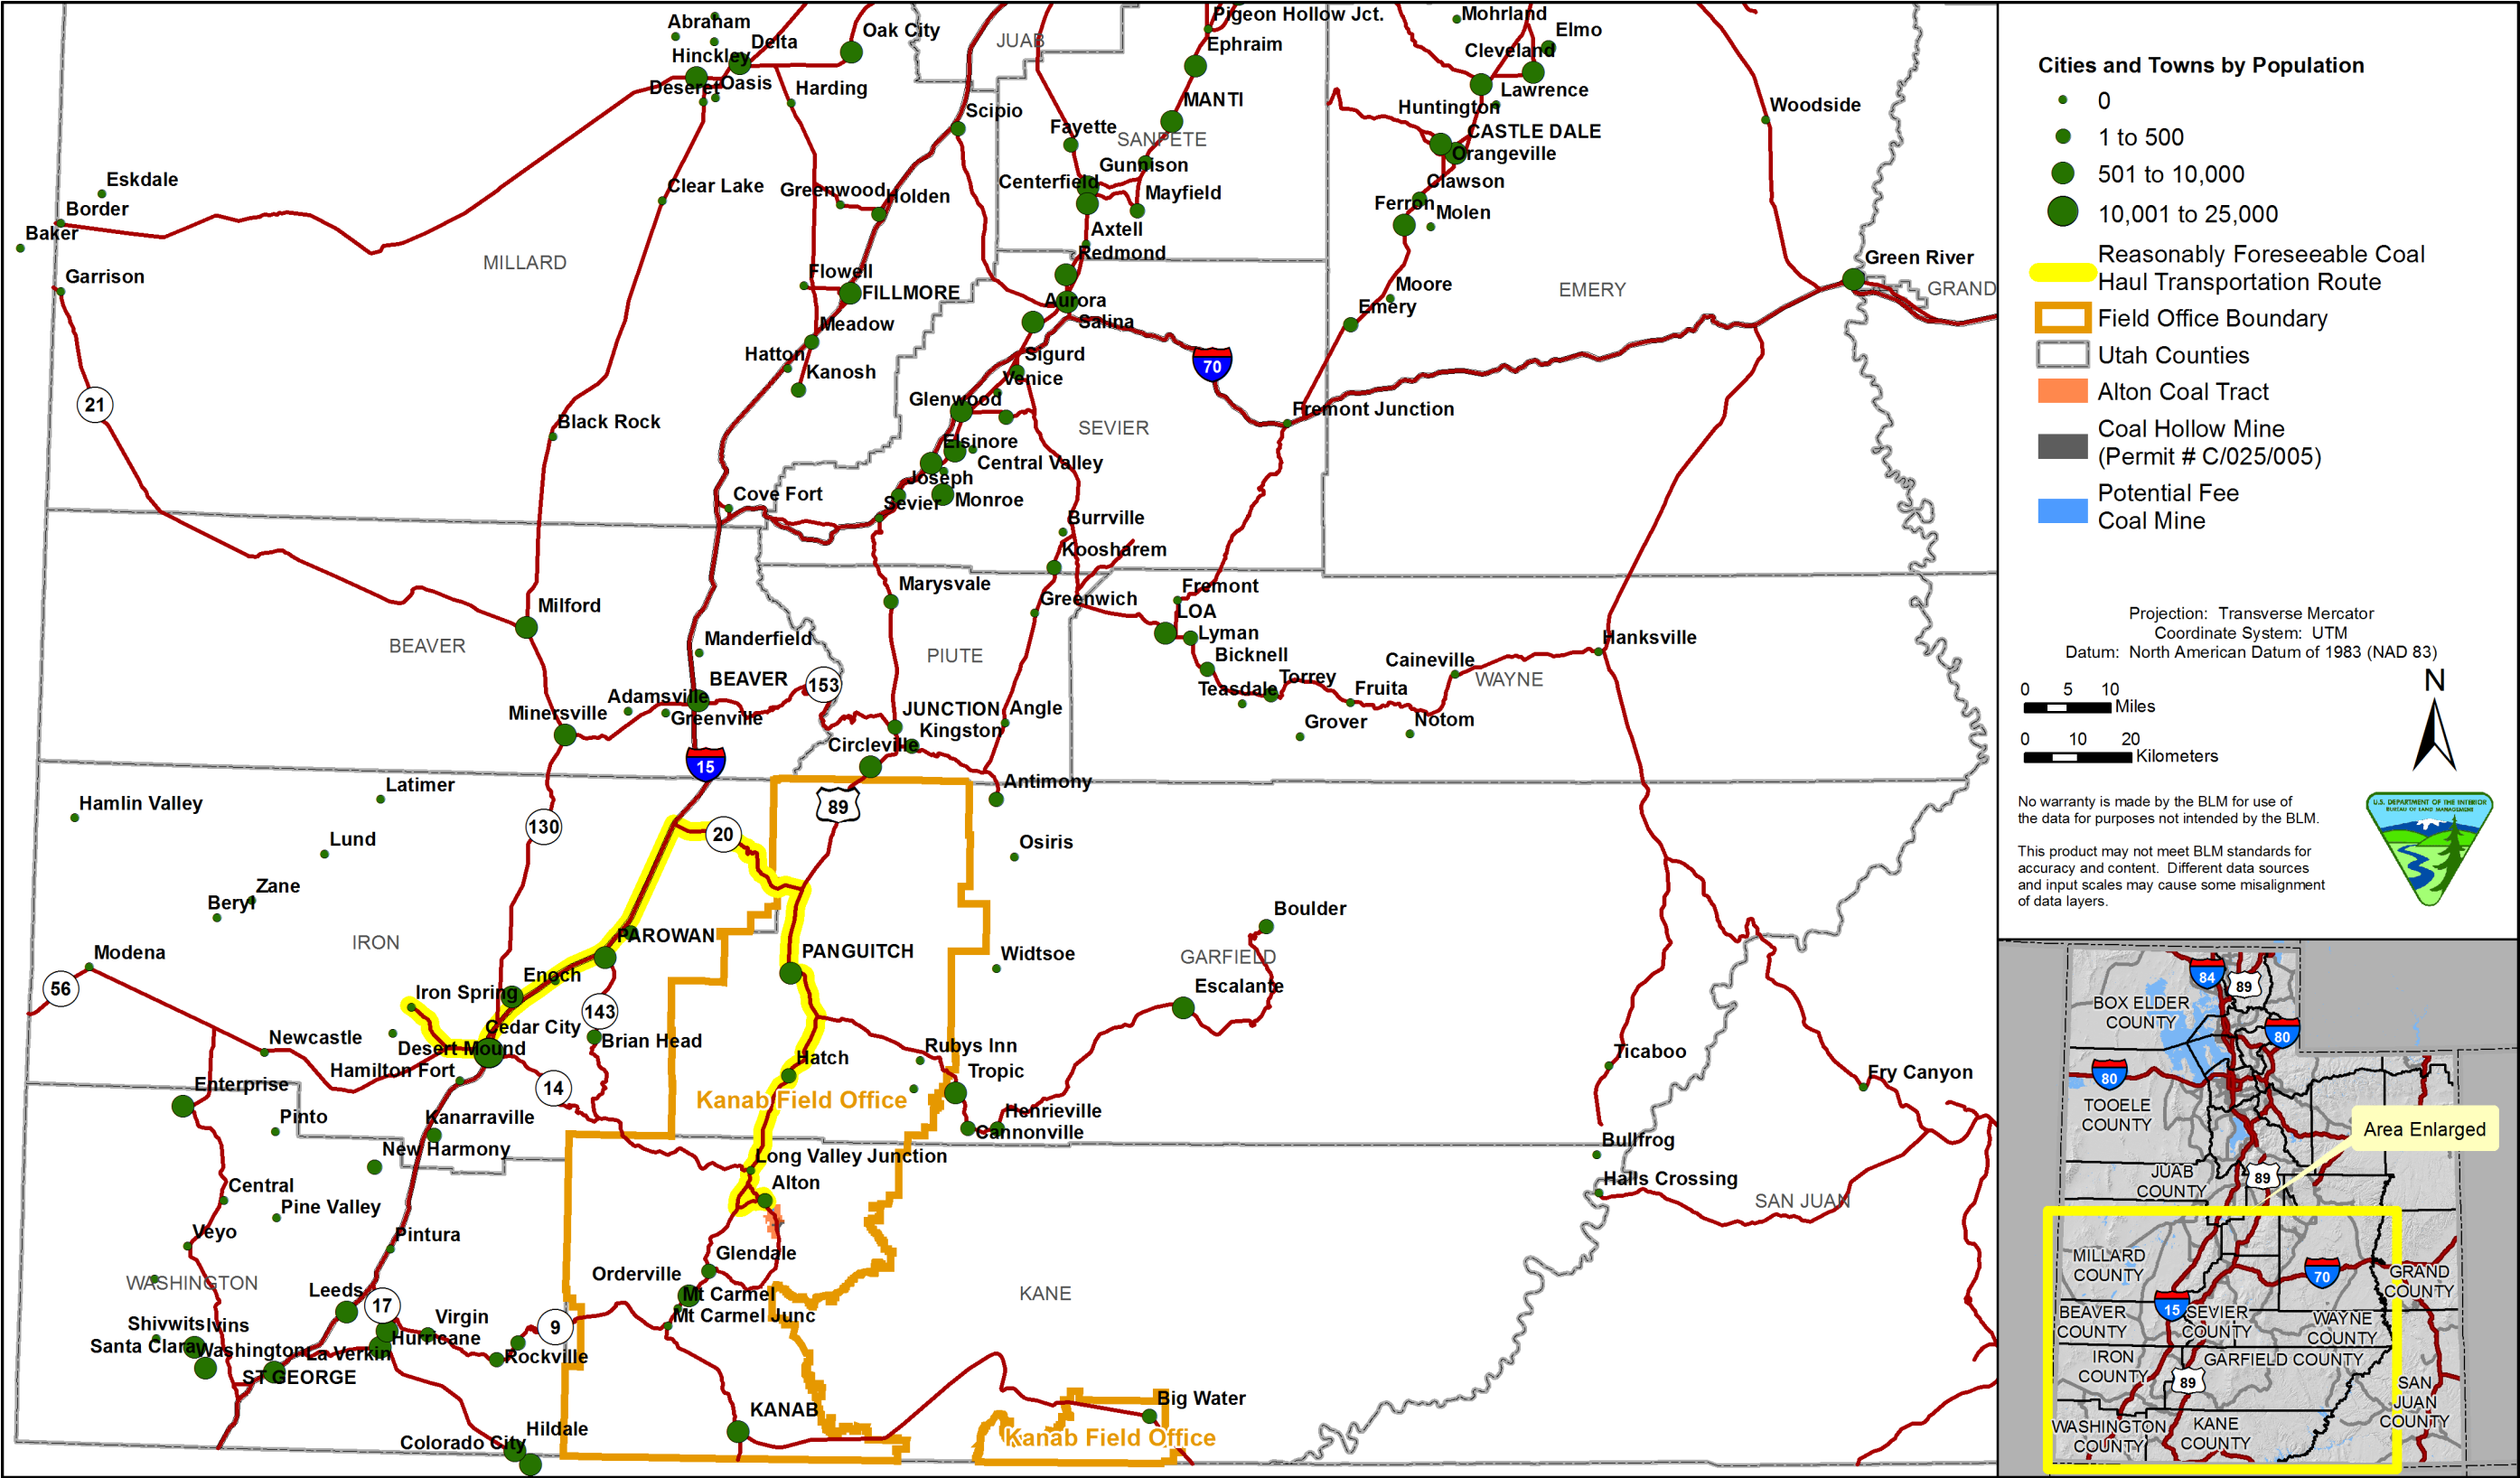 Abraham
Hinckley
Delta
Deseret
Oasis
Oak City
Harding
JUAB
Pigeon Hollow Jct.
Ephraim
MANTI
SANPETE
Mohrland
Elmo
Cleveland
Lawrence
Huntington
CASTLE DALE
Orangeville
Woodside
Scipio
Fayette
Gunnison
Centerfield
Mayfield
Clawson
Ferron
Molen
Eskdale
Border
Baker
Garrison
Clear Lake
Greenwood
Holden
Axtell
Redmond
MILLARD
Flowell
FILLMORE
Meadow
Hatton
Kanosh
Aurora
Salina
Moore
Emery
EMERY
Green River
GRAND
21
Sigurd
Venice
Glenwood
70
Black Rock
SEVIER
Fremont Junction
Elsinore
Central Valley
Joseph
Sevier
Monroe
Cove Fort
Burrville
Koosharem
Marysvale
Greenwich
Fremont
LOA
Lyman
Bicknell
Teasdale
Torrey
Fruita
Caineville
Grover
Notom
WAYNE
Hanksville
Milford
BEAVER
Manderfield
BEAVER
153
PIUTE
Adamsville
Greenville
Minersville
JUNCTION
Kingston
Angle
Circleville
15
Antimony
Latimer
Hamlin Valley
130
20
89
Lund
Osiris
Zane
Beryl
Modena
IRON
PAROWAN
PANGUITCH
Widtsoe
Boulder
GARFIELD
Escalante
56
Iron Spring
Enoch
143
Newcastle
Cedar City
Desert Mound
Brian Head
Hamilton Fort
Hatch
Rubys Inn
Tropic
Ticaboo
Fry Canyon
Enterprise
14
Kanab Field Office
Pinto
Kanarraville
New Harmony
Henrieville
Cannonville
Long Valley Junction
Alton
Bullfrog
Halls Crossing
SAN JUAN
Central
Pine Valley
Veyo
Pintura
Glendale
WASHINGTON
Leeds
17
Orderville
Mt Carmel
Mt Carmel Junc
KANE
Shivwits
Ivins
Virgin
9
Santa Clara
Washington
La Verkin
Hurricane
Rockville
ST GEORGE
KANAB
Big Water
Kanab Field Office
Colorado City
Hildale
Cities and Towns by Population
0
1 to 500
501 to 10,000
10,001 to 25,000
Reasonably Foreseeable Coal
Haul Transportation Route
Field Office Boundary
Utah Counties
Alton Coal Tract
Coal Hollow Mine
(Permit # C/025/005)
Potential Fee
Coal Mine
Projection: Transverse Mercator
Coordinate System: UTM
Datum: North American Datum of 1983 (NAD 83)
0 5 10
Miles
0 10 20
Kilometers
N
No warranty is made by the BLM for use of
the data for purposes not intended by the BLM.
This product may not meet BLM standards for
accuracy and content. Different data sources
and input scales may cause some misalignment
of data layers.
U.S. DEPARTMENT OF THE INTERIOR
BUREAU OF LAND MANAGEMENT
84
89
BOX ELDER
COUNTY
80
80
TOOELE
COUNTY
Area Enlarged
JUAB
COUNTY
89
MILLARD
COUNTY
70
GRAND
COUNTY
15
BEAVER
COUNTY
SEVIER
COUNTY
WAYNE
COUNTY
IRON
COUNTY
GARFIELD COUNTY
89
SAN
JUAN
COUNTY
WASHINGTON
COUNTY
KANE
COUNTY